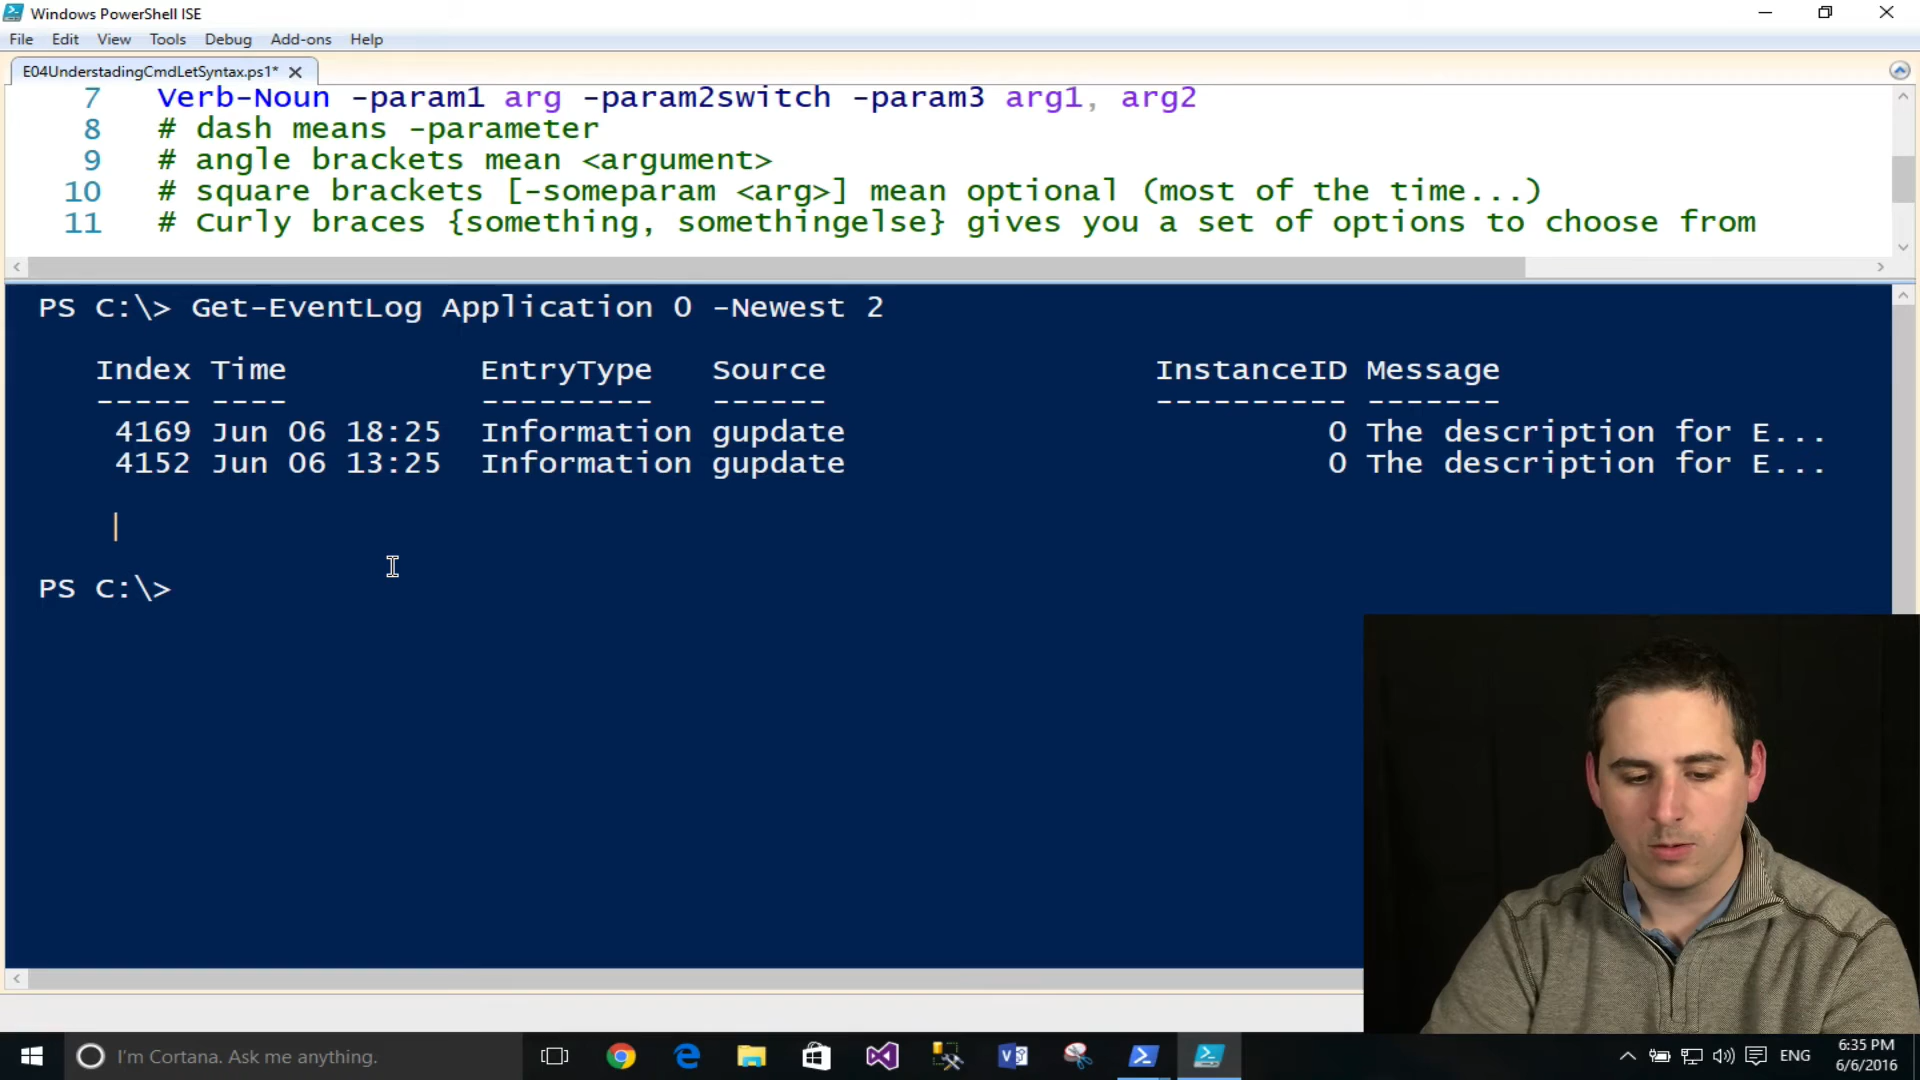 Windows PowerShell ISE
File Edit View Tools Debug Add-ons Help
E04UnderstadingCmdLetSyntax.ps1*
7 Verb-Noun -param1 arg -param2switch -param3 arg1, arg2
8 # dash means -parameter
9 # angle brackets mean <argument>
10 # square brackets [-someparam <arg>] mean optional (most of the time...)
11 # Curly braces {something, somethingelse} gives you a set of options to choose from
PS C:\> Get-EventLog Application 0 -Newest 2
Index Time EntryType Source InstanceID Message
----- ---- --------- ------ ---------- -------
4169 Jun 06 18:25 Information gupdate 0 The description for E...
4152 Jun 06 13:25 Information gupdate 0 The description for E...
PS C:\>
I'm Cortana. Ask me anything.
ENG
6:35 PM
6/6/2016